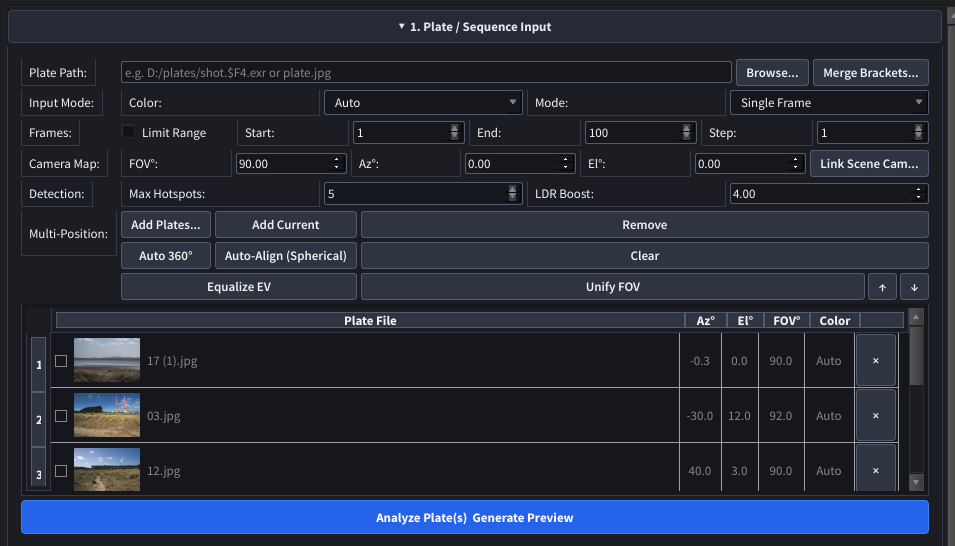 ▼ 1. Plate / Sequence Input
Plate Path: e.g. D:/plates/shot.$F4.exr or plate.jpg Browse... Merge Brackets...
Input Mode: Color: Auto Mode: Single Frame
Frames: Limit Range Start: 1 End: 100 Step: 1
Camera Map: FOV°: 90.00 Az°: 0.00 El°: 0.00 Link Scene Cam...
Detection: Max Hotspots: 5 LDR Boost: 4.00
Multi-Position: Add Plates... Add Current Remove
Auto 360° Auto-Align (Spherical) Clear
Equalize EV Unify FOV ↑ ↓
Plate File Az° El° FOV° Color
1 17 (1).jpg -0.3 0.0 90.0 Auto ×
2 03.jpg -30.0 12.0 92.0 Auto ×
3 12.jpg 40.0 3.0 90.0 Auto ×
Analyze Plate(s) Generate Preview